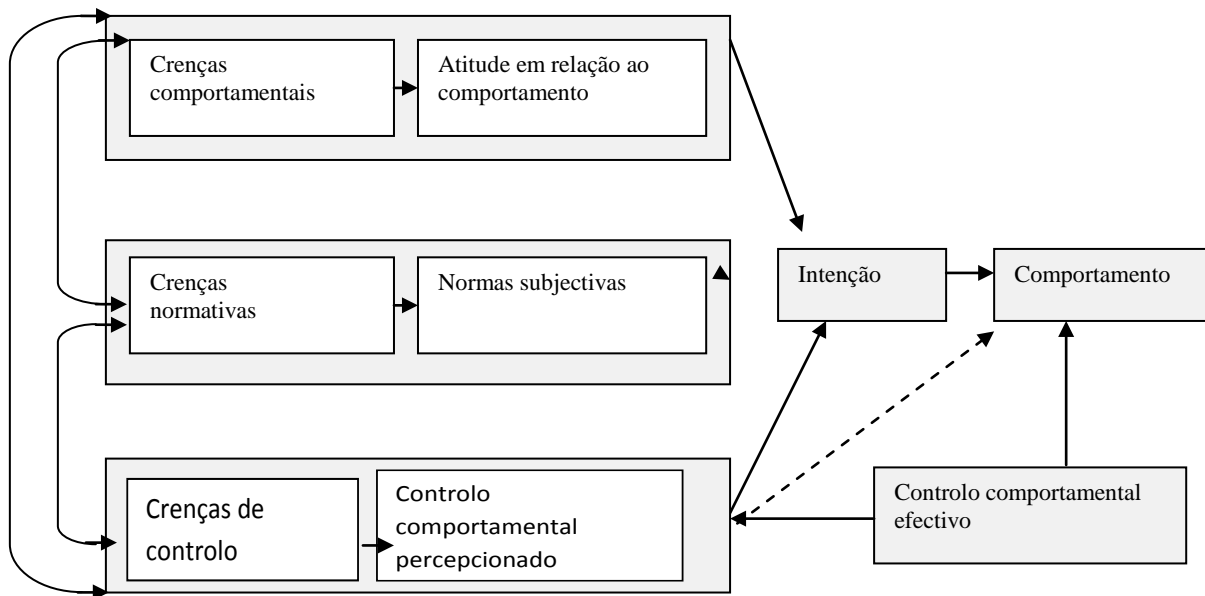 Crenças
comportamentais
Atitude em relação ao
comportamento
Crenças
normativas
Normas subjectivas
Intenção
Comportamento
Crenças de
controlo
Controlo
comportamental
percepcionado
Controlo comportamental
efectivo